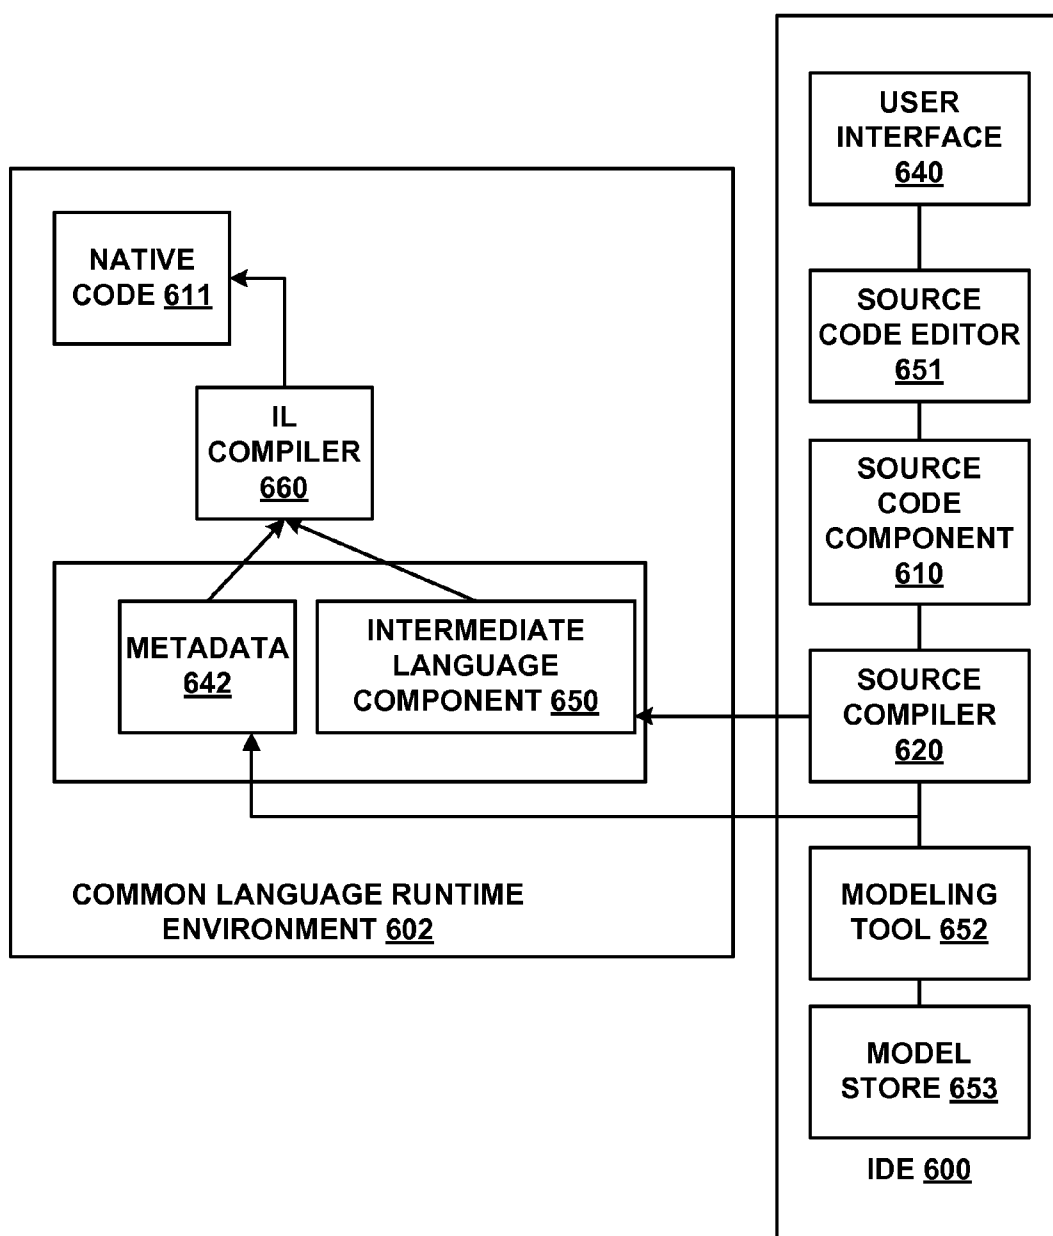 USER
INTERFACE
640
NATIVE
CODE 611
SOURCE
CODE EDITOR
651
IL
COMPILER
660
SOURCE
CODE
COMPONENT
610
METADATA
642
INTERMEDIATE
LANGUAGE
COMPONENT 650
SOURCE
COMPILER
620
COMMON LANGUAGE RUNTIME
ENVIRONMENT 602
MODELING
TOOL 652
MODEL
STORE 653
IDE 600